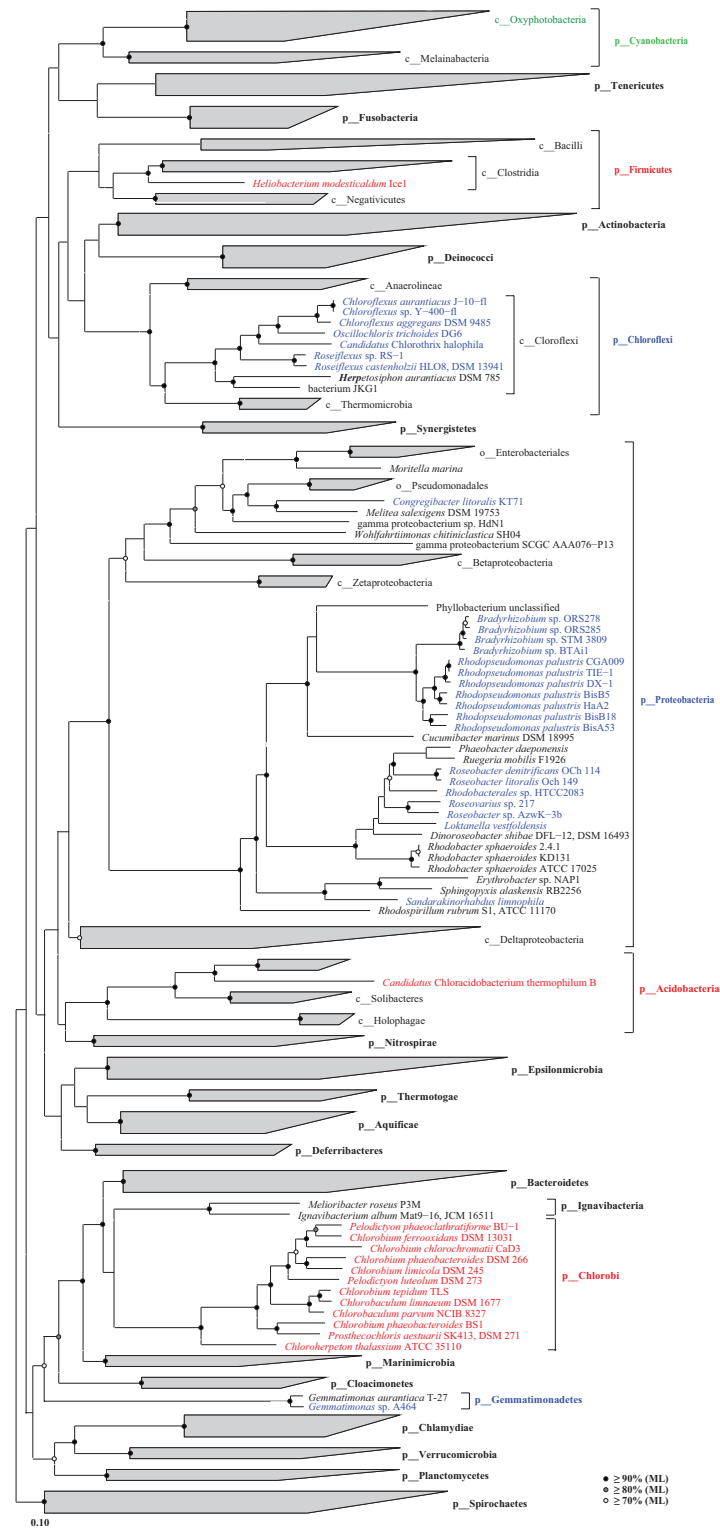 c__Oxyphotobacteria
p__Cyanobacteria
c__Melainabacteria
p__Tenericutes
p__Fusobacteria
c__Bacilli
c__Clostridia
p__Firmicutes
Heliobacterium modesticaldum Ice1
c__Negativicutes
p__Actinobacteria
p__Deinococci
c__Anaerolineae
Chloroflexus aurantiacus J−10−fl
Chloroflexus sp. Y−400−fl
Chloroflexus aggregans DSM 9485
Oscillochris trichoides DG6
c__Cloroflexi
p__Chloroflexi
Candidatus Chlorothrix halophila
Roseiflexus sp. RS−1
Roseiflexus castenholzii HLO8, DSM 13941
Herpetosiphon aurantiacus DSM 785
bacterium JKG1
c__Thermomicrobia
p__Synergistetes
o__Enterobacteriales
Moritella marina
o__Pseudomonadales
Congregibacter litoralis KT71
Melitea salexigens DSM 19753
gamma proteobacterium sp. HdN1
Wohlfahrtiimonas chitiniclastica SH04
gamma proteobacterium SCGC AAA076−P13
c__Betaproteobacteria
c__Zetaproteobacteria
Phyllobacterium unclassified
Bradyrhizobium sp. ORS278
Bradyrhizobium sp. ORS285
Bradyrhizobium sp. STM 3809
Bradyrhizobium sp. BTAi1
Rhodopseudomonas palustris CGA009
Rhodopseudomonas palustris TIE−1
p__Proteobacteria
Rhodopseudomonas palustris DX−1
Rhodopseudomonas palustris BisB5
Rhodopseudomonas palustris HaA2
Rhodopseudomonas palustris BisB18
Rhodopseudomonas palustris BisA53
Cucumibacter marinus DSM 18995
Phaeobacter daeponensis
Ruegeria mobilis F1926
Roseobacter denitrificans OCh 114
Roseobacter litoralis Och 149
Rhodobacterales sp. HTCC2083
Roseovarius sp. 217
Roseobacter sp. AzwK−3b
Loktanella vestfoldensis
Dinoroseobacter shibae DFL−12, DSM 16493
Rhodobacter sphaeroides 2.4.1
Rhodobacter sphaeroides KD131
Rhodobacter sphaeroides ATCC 17025
Erythrobacter sp. NAP1
Sphingopyxis alaskensis RB2256
Sandarakinorhabdus limnophila
Rhodospirillum rubrum S1, ATCC 11170
c__Deltaproteobacteria
Candidatus Chloracidobacterium thermophilum B
p__Acidobacteria
c__Solibacteres
c__Holophagae
p__Nitrospirae
p__Epsilonmicrobia
p__Thermotogae
p__Aquificae
p__Deferribacteres
p__Bacteroidetes
Melioribacter roseus P3M
p__Ignavibacteria
Ignavibacterium album Mat9−16, JCM 16511
Pelodictyon phaeoclathratiforme BU−1
Chlorobium ferrooxidans DSM 13031
Chlorobium chlorochromatii CaD3
Chlorobium phaeobacteroides DSM 266
p__Chlorobi
Chlorobium limicola DSM 245
Pelodictyon luteolum DSM 273
Chlorobium tepidum TLS
Chlorobaculum limnaeum DSM 1677
Chlorobaculum parvum NCIB 8327
Chlorobium phaeobacteroides BS1
Prosthecochloris aestuarii SK413, DSM 271
Chloroherpeton thalassium ATCC 35110
p__Marinimicrobia
p__Cloacimonetes
Gemmatimonas aurantiaca T-27
p__Gemmatimonadetes
Gemmatimonas sp. A464
p__Chlamydiae
p__Verrucomicrobia
p__Planctomycetes
≥ 90% (ML)
≥ 80% (ML)
≥ 70% (ML)
p__Spirochaetes
0.10